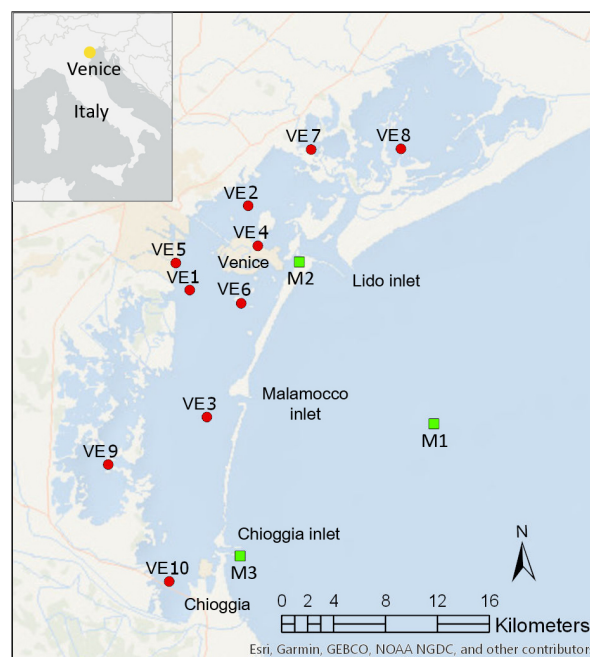 Venice
Italy
VE7
VE8
VE2
VE4
VE5
Venice
M2
VE1
Lido inlet
VE6
Malamocco
inlet
VE3
M1
VE9
Chioggia inlet
N
M3
VE10
Chioggia
0 2 4 8 12 16
Kilometers
Esri, Garmin, GEBCO, NOAA NGDC, and other contributor